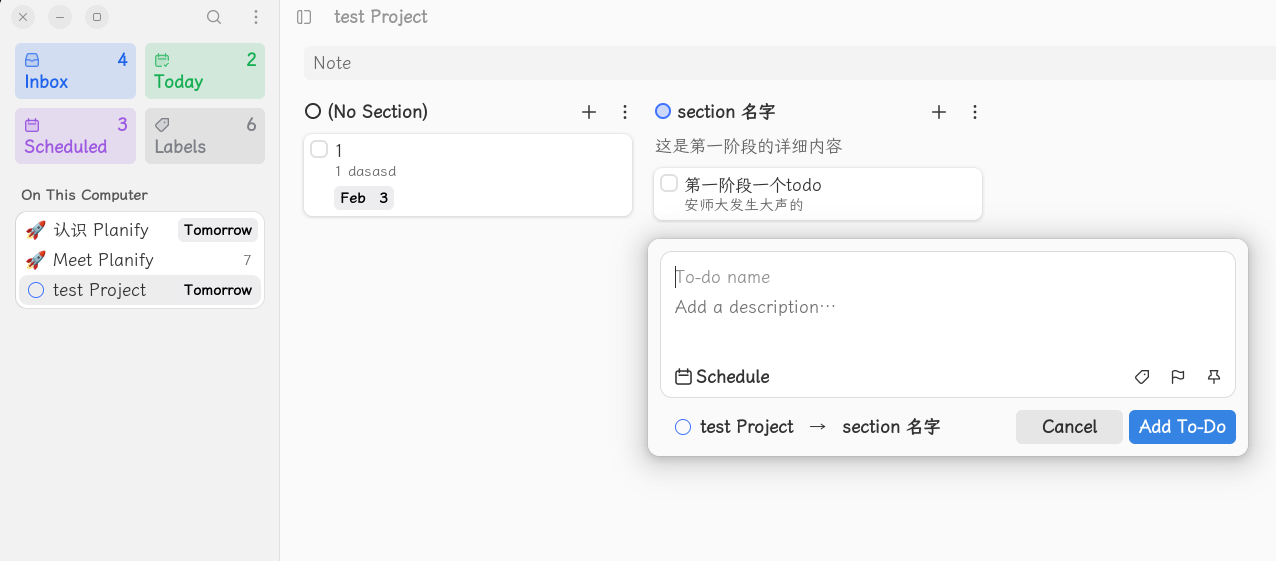 test Project
Inbox 4
Today 2
Scheduled 3
Labels 6
On This Computer
🚀 认识 Planify Tomorrow
🚀 Meet Planify 7
test Project Tomorrow
Note
(No Section)
1
1 dasasd
Feb 3
section 名字
这是第一阶段的详细内容
第一阶段一个todo
安师大发生大声的
To-do name
Add a description…
Schedule
test Project → section 名字
Cancel
Add To-Do